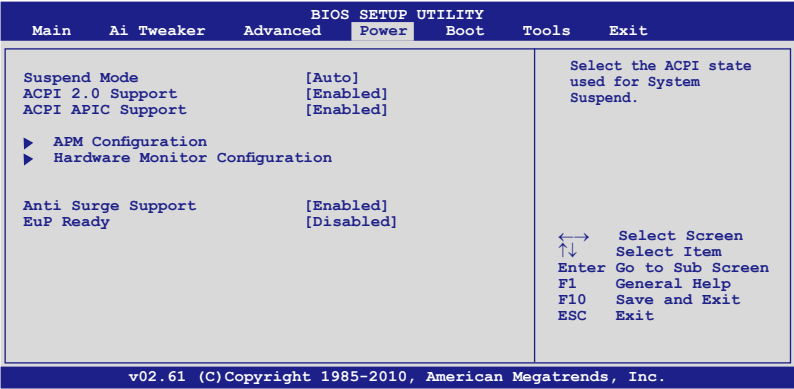 BIOS SETUP UTILITY
Main Ai Tweaker Advanced Power Boot Tools Exit
Suspend Mode [Auto]
ACPI 2.0 Support [Enabled]
ACPI APIC Support [Enabled]
APM Configuration
Hardware Monitor Configuration
Anti Surge Support [Enabled]
EuP Ready [Disabled]
Select the ACPI state
used for System
Suspend.
←→ Select Screen
↑↓ Select Item
Enter Go to Sub Screen
F1 General Help
F10 Save and Exit
ESC Exit
v02.61 (C)Copyright 1985-2010, American Megatrends, Inc.